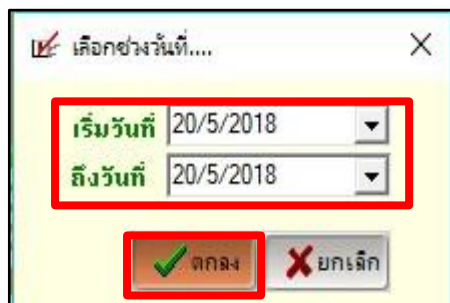 เลือกช่วงวันที่....
เริ่มวันที่ 20/5/2018
ถึงวันที่ 20/5/2018
ตกลง ยกเลิก